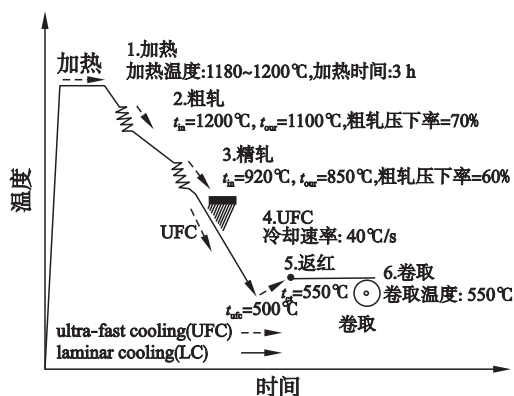 1.加热
加热
加热温度:1180~1200℃,加热时间:3 h
2.粗轧
tin=1200℃, tour=1100℃,粗轧压下率=70%
3.精轧
tin=920℃, tour=850℃,粗轧压下率=60%
温度
4.UFC
UFC
冷却速率: 40℃/s
5.返红
6.卷取
tct=550℃
卷取温度: 550℃
tufc=500℃
卷取
ultra-fast cooling(UFC)
laminar cooling(LC)
时间